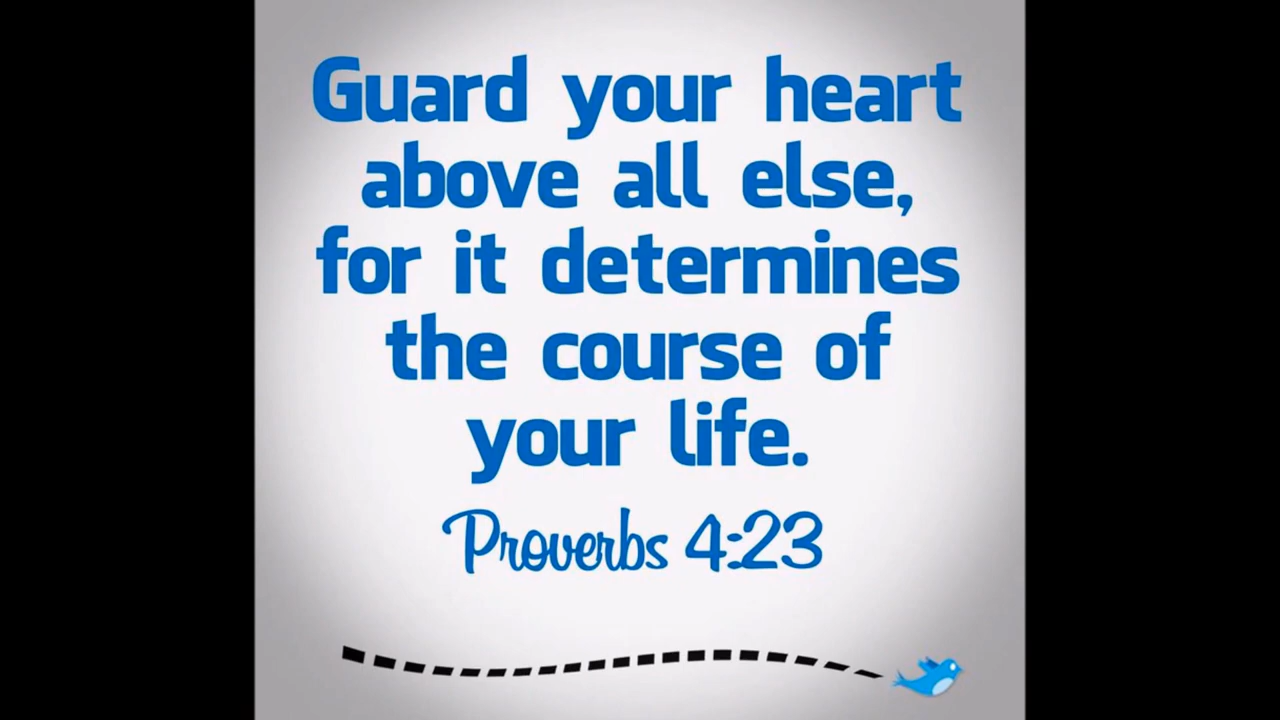 Guard your heart
above all else,
for it determines
the course of
your life.
Proverbs 4:23